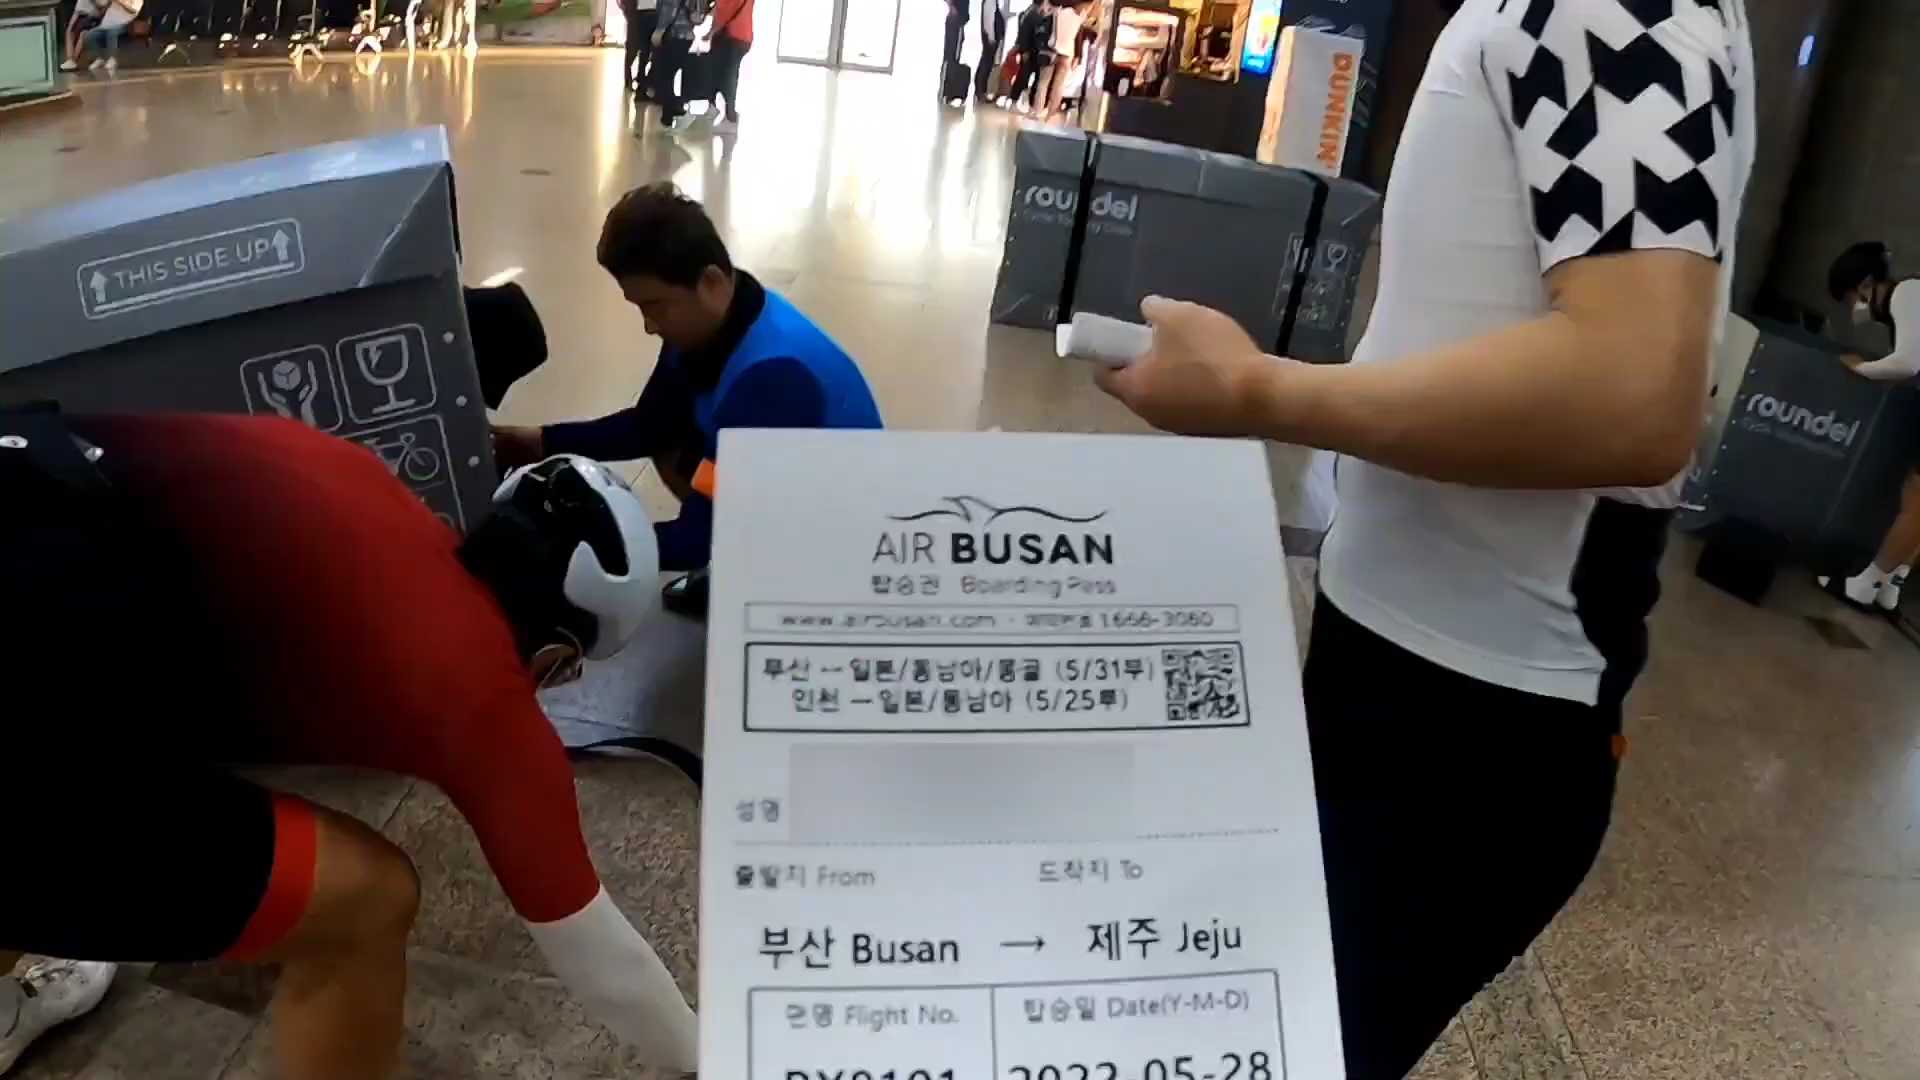 DUNKIN
roundel
THIS SIDE UP
roundel
AIR BUSAN
탑승권 Boarding Pass
www.airbusan.com · 1666-3060
부산 ↔ 일본/동남아/몽골 (5/31부)
인천 ↔ 일본/동남아 (5/25부)
성명
출발지 From
도착지 To
부산 Busan → 제주 Jeju
편명 Flight No.
탑승일 Date(Y-M-D)
2022-05-28